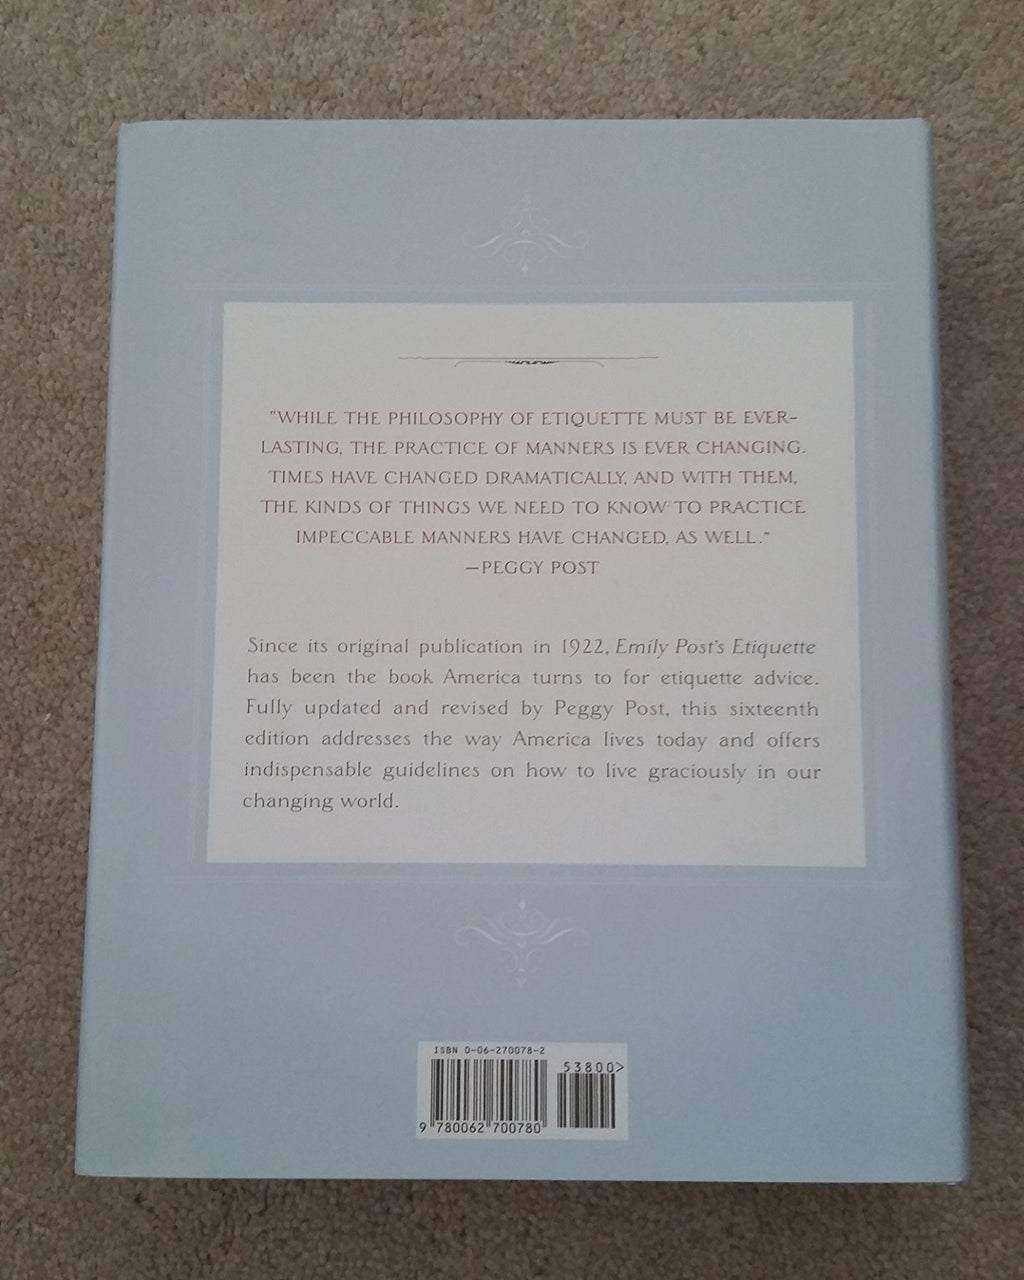 "WHILE THE PHILOSOPHY OF ETIQUETTE MUST BE EVER-
LASTING, THE PRACTICE OF MANNERS IS EVER CHANGING.
TIMES HAVE CHANGED DRAMATICALLY, AND WITH THEM,
THE KINDS OF THINGS WE NEED TO KNOW TO PRACTICE
IMPECCABLE MANNERS HAVE CHANGED, AS WELL."
—PEGGY POST
Since its original publication in 1922, Emily Post's Etiquette
has been the book America turns to for etiquette advice.
Fully updated and revised by Peggy Post, this sixteenth
edition addresses the way America lives today and offers
indispensable guidelines on how to live graciously in our
changing world.
ISBN 0-06-270078-2
53800>
9 780062 700780